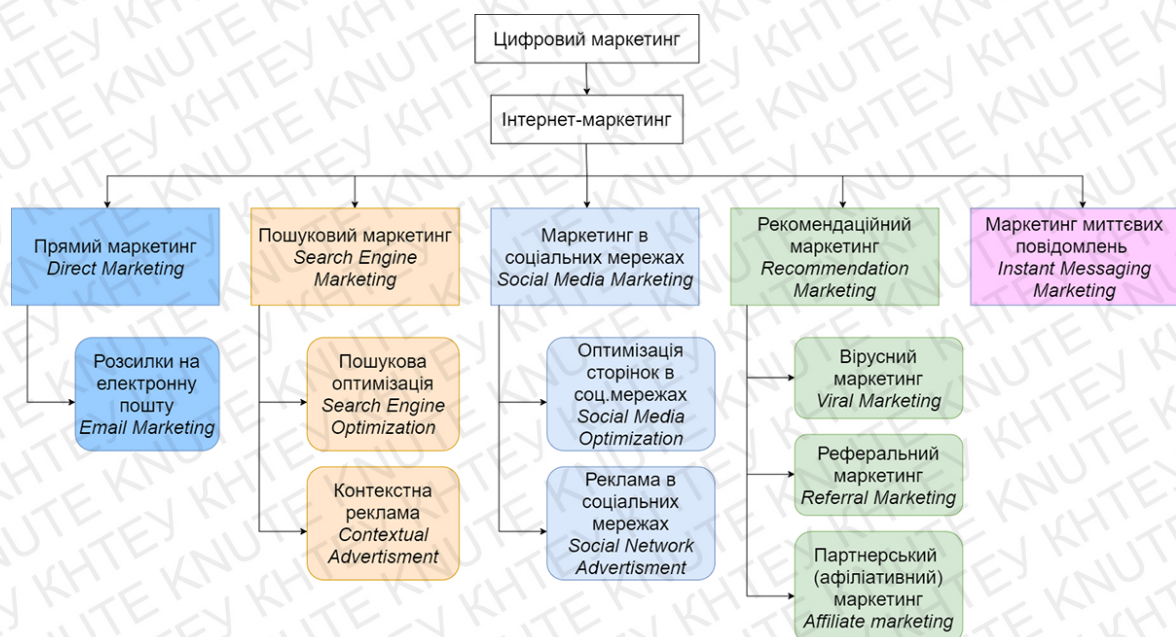 Цифровий маркетинг
Інтернет-маркетинг
Прямий маркетинг
Direct Marketing
Пошуковий маркетинг
Search Engine
Marketing
Маркетинг в
соціальних мережах
Social Media Marketing
Рекомендаційний
маркетинг
Recommendation
Marketing
Маркетинг миттєвих
повідомлень
Instant Messaging
Marketing
Розсилки на
електронну
пошту
Email Marketing
Пошукова
оптимізація
Search Engine
Optimization
Контекстна
реклама
Contextual
Advertisment
Оптимізація
сторінок в
соц.мережах
Social Media
Optimization
Реклама в
соціальних
мережах
Social Network
Advertisment
Вірусний
маркетинг
Viral Marketing
Реферальний
маркетинг
Referral Marketing
Партнерський
(афіліативний)
маркетинг
Affiliate marketing
КНТЕУ KNUTE